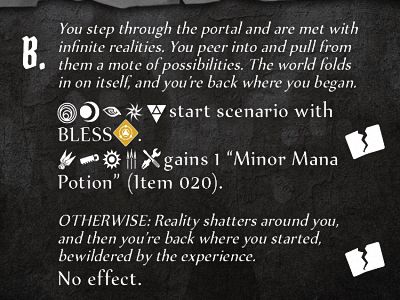 B.
You step through the portal and are met with
infinite realities. You peer into and pull from
them a mote of possibilities. The world folds
in on itself, and you're back where you began.
start scenario with
BLESS.
gains 1 “Minor Mana
Potion” (Item 020).
OTHERWISE: Reality shatters around you,
and then you're back where you started,
bewildered by the experience.
No effect.